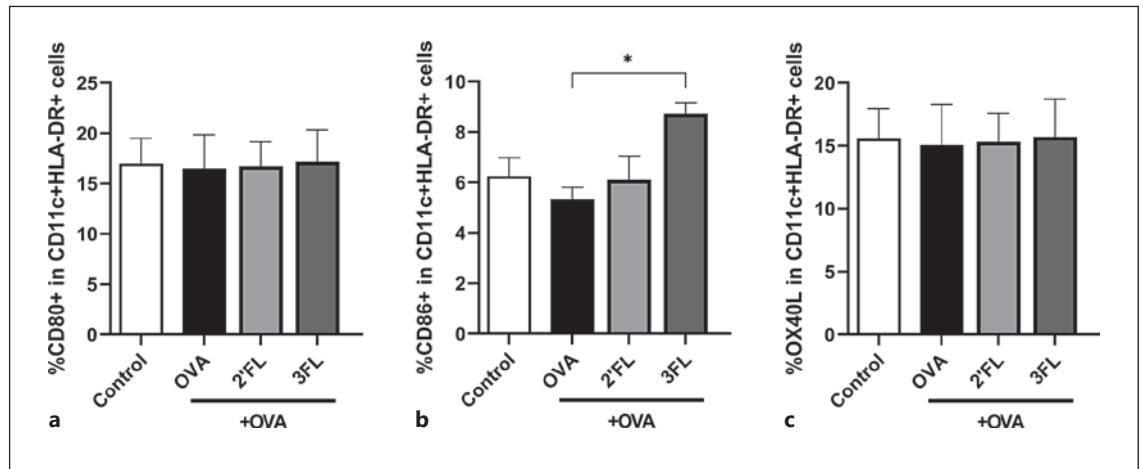 %CD80+ in CD11c+HLA-DR+ cells
25
20
15
10
5
0
Control
OVA
2'FL
3FL
+OVA
a
%CD86+ in CD11c+HLA-DR+ cells
*
10
8
6
4
2
0
Control
OVA
2'FL
3FL
+OVA
b
%OX40L in CD11c+HLA-DR+ cells
20
15
10
5
0
Control
OVA
2'FL
3FL
+OVA
c